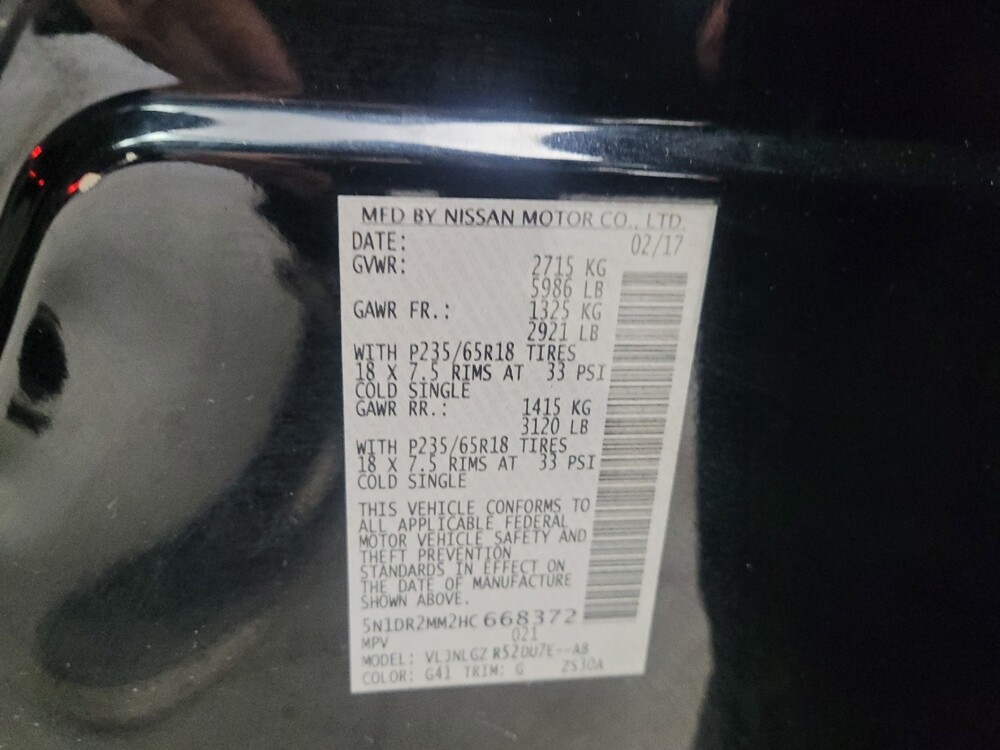 MFD BY NISSAN MOTOR CO., LTD.
DATE: 02/17
GVWR: 2715 KG
5986 LB
GAWR FR.: 1325 KG
2921 LB
WITH P235/65R18 TIRES
18 X 7.5 RIMS AT 33 PSI
COLD SINGLE
GAWR RR.: 1415 KG
3120 LB
WITH P235/65R18 TIRES
18 X 7.5 RIMS AT 33 PSI
COLD SINGLE
THIS VEHICLE CONFORMS TO
ALL APPLICABLE FEDERAL
MOTOR VEHICLE SAFETY AND
THEFT PREVENTION
STANDARDS IN EFFECT ON
THE DATE OF MANUFACTURE
SHOWN ABOVE.
5N1DR2MM2HC 668372
MPV 021
MODEL: VLJNLGZ R52DU7E--AB
COLOR: G41 TRIM: G ZS30A